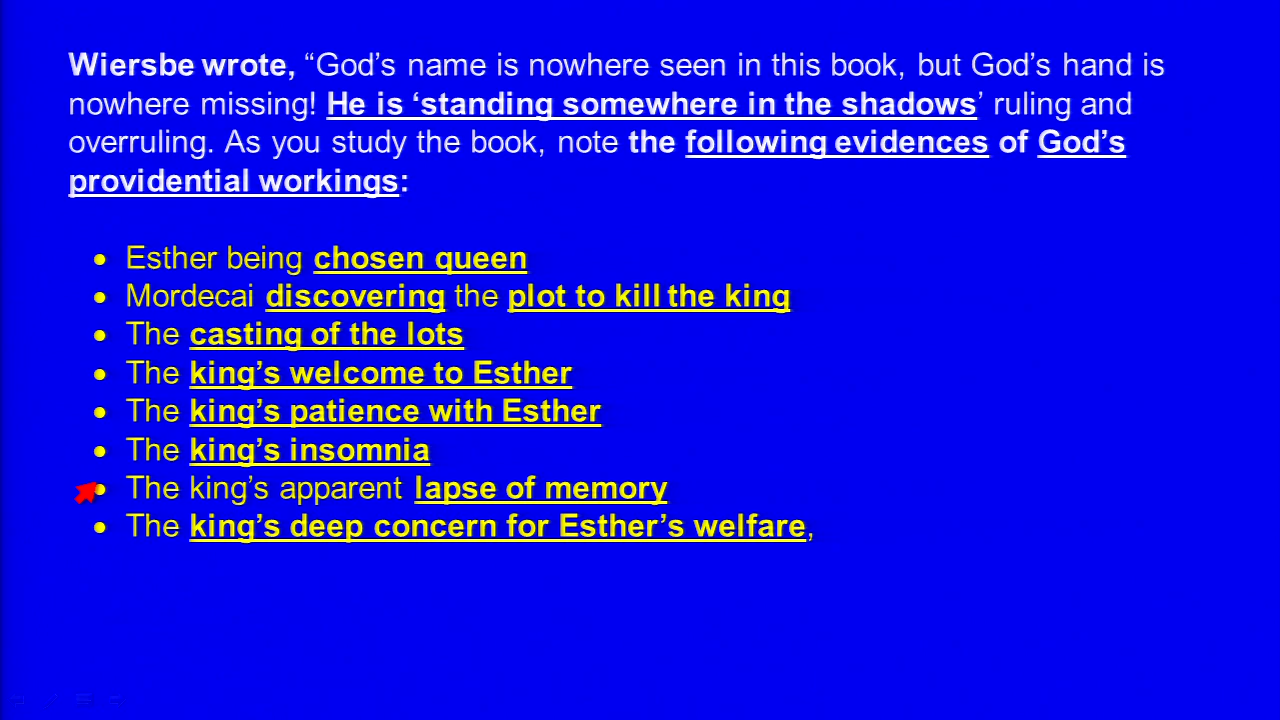 Wiersbe wrote, “God’s name is nowhere seen in this book, but God’s hand is
nowhere missing! He is ‘standing somewhere in the shadows’ ruling and
overruling. As you study the book, note the following evidences of God’s
providential workings:
• Esther being chosen queen
• Mordecai discovering the plot to kill the king
• The casting of the lots
• The king’s welcome to Esther
• The king’s patience with Esther
• The king’s insomnia
• The king’s apparent lapse of memory
• The king’s deep concern for Esther’s welfare,